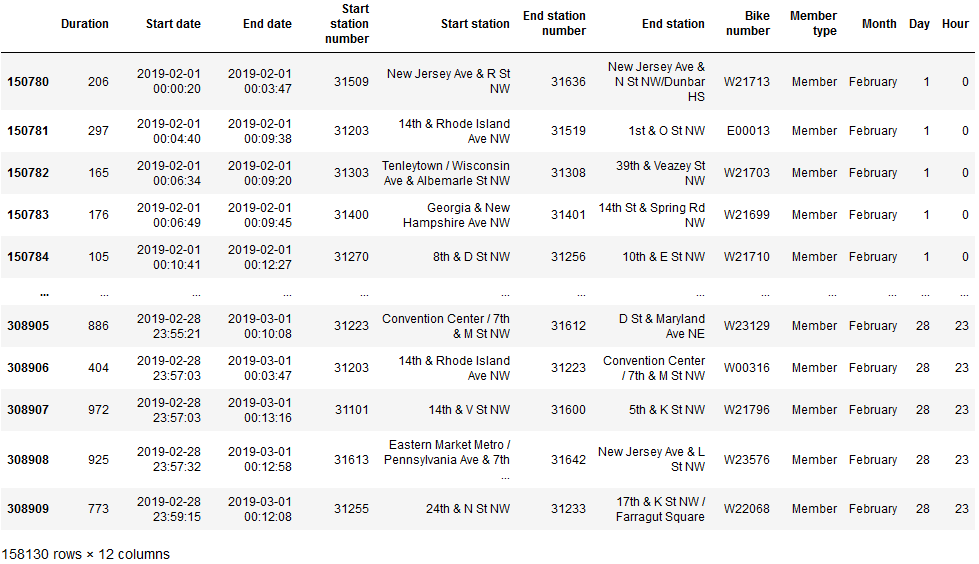 Duration Start date End date Start station number Start station End station number End station Bike number Member type Month Day Hour
150780 206 2019-02-01 00:00:20 2019-02-01 00:03:47 31509 New Jersey Ave & R St NW 31636 New Jersey Ave & N St NW/Dunbar HS W21713 Member February 1 0
150781 297 2019-02-01 00:04:40 2019-02-01 00:09:38 31203 14th & Rhode Island Ave NW 31519 1st & O St NW E00013 Member February 1 0
150782 165 2019-02-01 00:06:34 2019-02-01 00:09:20 31303 Tenleytown / Wisconsin Ave & Albemarle St NW 31308 39th & Veazey St NW W21703 Member February 1 0
150783 176 2019-02-01 00:06:49 2019-02-01 00:09:45 31400 Georgia & New Hampshire Ave NW 31401 14th St & Spring Rd NW W21699 Member February 1 0
150784 105 2019-02-01 00:10:41 2019-02-01 00:12:27 31270 8th & D St NW 31256 10th & E St NW W21710 Member February 1 0
... ... ... ... ... ... ... ... ... ... ... ... ...
308905 886 2019-02-28 23:55:21 2019-03-01 00:10:08 31223 Convention Center / 7th & M St NW 31612 D St & Maryland Ave NE W23129 Member February 28 23
308906 404 2019-02-28 23:57:03 2019-03-01 00:03:47 31203 14th & Rhode Island Ave NW 31223 Convention Center / 7th & M St NW W00316 Member February 28 23
308907 972 2019-02-28 23:57:03 2019-03-01 00:13:16 31101 14th & V St NW 31600 5th & K St NW W21796 Member February 28 23
308908 925 2019-02-28 23:57:32 2019-03-01 00:12:58 31613 Eastern Market Metro / Pennsylvania Ave & 7th ... 31642 New Jersey Ave & L St NW W23576 Member February 28 23
308909 773 2019-02-28 23:59:15 2019-03-01 00:12:08 31255 24th & N St NW 31233 17th & K St NW / Farragut Square W22068 Member February 28 23
158130 rows × 12 columns